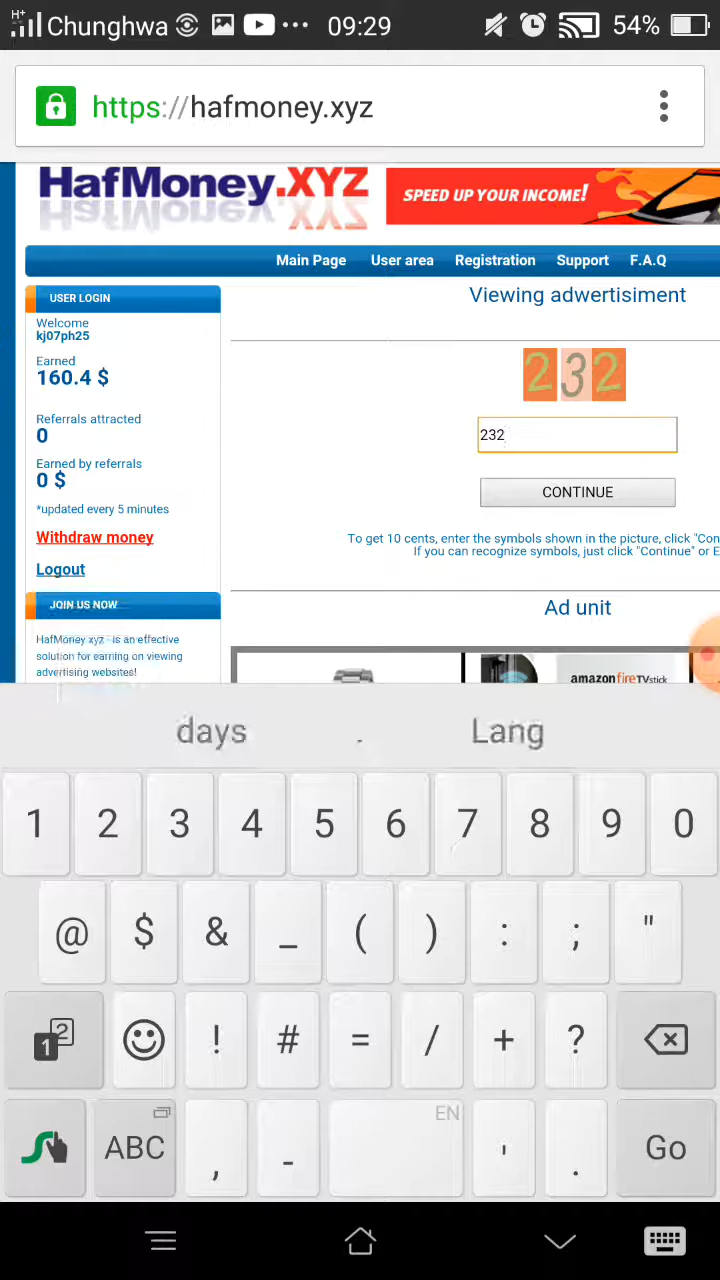 H+ Chunghwa 09:29 54%
https://hafmoney.xyz
HafMoney.XYZ
SPEED UP YOUR INCOME!
Main Page User area Registration Support F.A.Q
USER LOGIN
Welcome
kj07ph25
Earned
160.4 $
Referrals attracted
0
Earned by referrals
0 $
*updated every 5 minutes
Withdraw money
Logout
JOIN US NOW
HafMoney xyz - is an effective
solution for earning on viewing
advertising websites!
Viewing adwertisiment
232
232
CONTINUE
To get 10 cents, enter the symbols shown in the picture, click "Con
If you can recognize symbols, just click "Continue" or E
Ad unit
amazon fireTVstick
days . Lang
1 2 3 4 5 6 7 8 9 0
@ $ & _ ( ) : ; "
1 2 ! # = / + ?
EN
ABC , - ' . Go